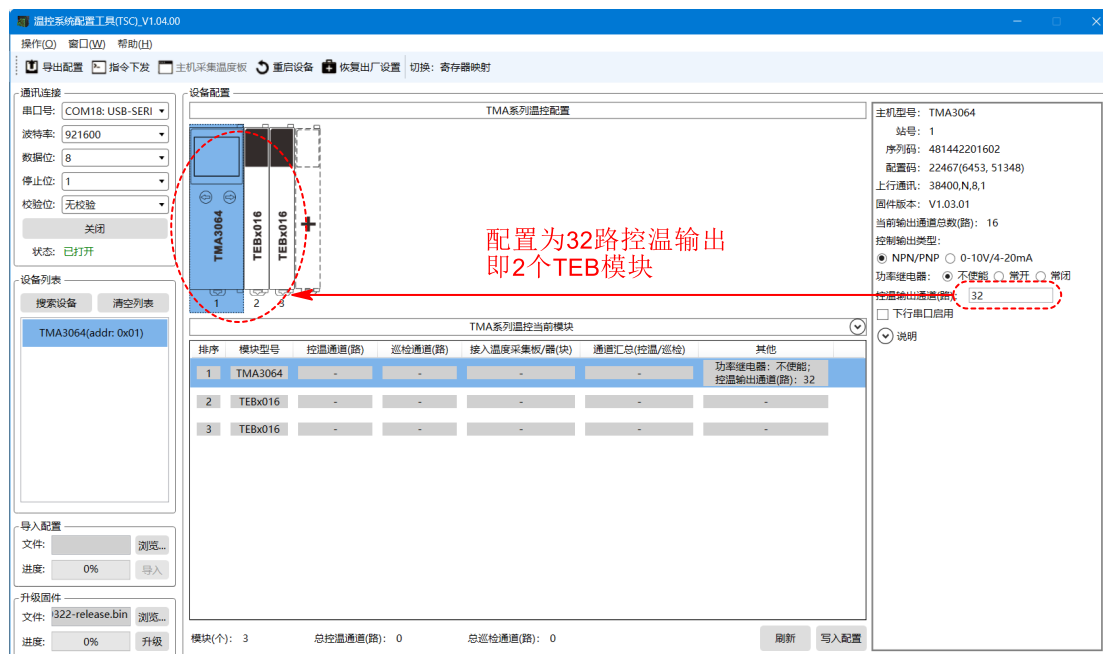 温控系统配置工具(TSC)_V1.04.00
操作(O) 窗口(W) 帮助(H)
导出配置 指令下发 主机采集温度板 重启设备 恢复出厂设置 切换：寄存器映射
通讯连接
串口号: COM18: USB-SERI
波特率: 921600
数据位: 8
停止位: 1
校验位: 无校验
关闭
状态: 已打开
设备列表
搜索设备 清空列表
TMA3064(addr: 0x01)
导入配置
文件: 浏览...
进度: 0% 导入
升级固件
文件: 322-release.bin 浏览...
进度: 0% 升级
设备配置
TMA系列温控配置
TMA3064
TEBx016
TEBx016
1 2 3
配置为32路控温输出
即2个TEB模块
TMA系列温控当前模块
排序 模块型号 控温通道(路) 巡检通道(路) 接入温度采集板/器(块) 通道汇总(控温/巡检) 其他
1 TMA3064 - - - - 功率继电器：不使能;
控温输出通道(路)：32
2 TEBx016 - - - - -
3 TEBx016 - - - - -
模块(个)： 3 总控温通道(路)： 0 总巡检通道(路)： 0 刷新 写入配置
主机型号: TMA3064
站号: 1
序列码: 481442201602
配置码: 22467(6453, 51348)
上行通讯: 38400,N,8,1
固件版本: V1.03.01
当前输出通道总数(路): 16
控制输出类型:
NPN/PNP 0-10V/4-20mA
功率继电器: 不使能 常开 常闭
控温输出通道(路): 32
下行串口启用
说明